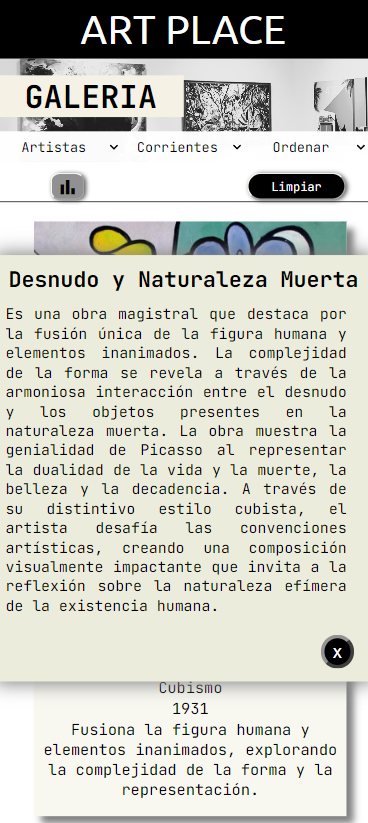 ART PLACE
GALERIA
Artistas Corrientes Ordenar
Limpiar
Desnudo y Naturaleza Muerta
Es una obra magistral que destaca por
la fusión única de la figura humana y
elementos inanimados. La complejidad
de la forma se revela a través de la
armoniosa interacción entre el desnudo
y los objetos presentes en la
naturaleza muerta. La obra muestra la
genialidad de Picasso al representar
la dualidad de la vida y la muerte, la
belleza y la decadencia. A través de
su distintivo estilo cubista, el
artista desafía las convenciones
artísticas, creando una composición
visualmente impactante que invita a la
reflexión sobre la naturaleza efímera
de la existencia humana.
X
Cubismo
1931
Fusiona la figura humana y
elementos inanimados, explorando
la complejidad de la forma y la
representación.